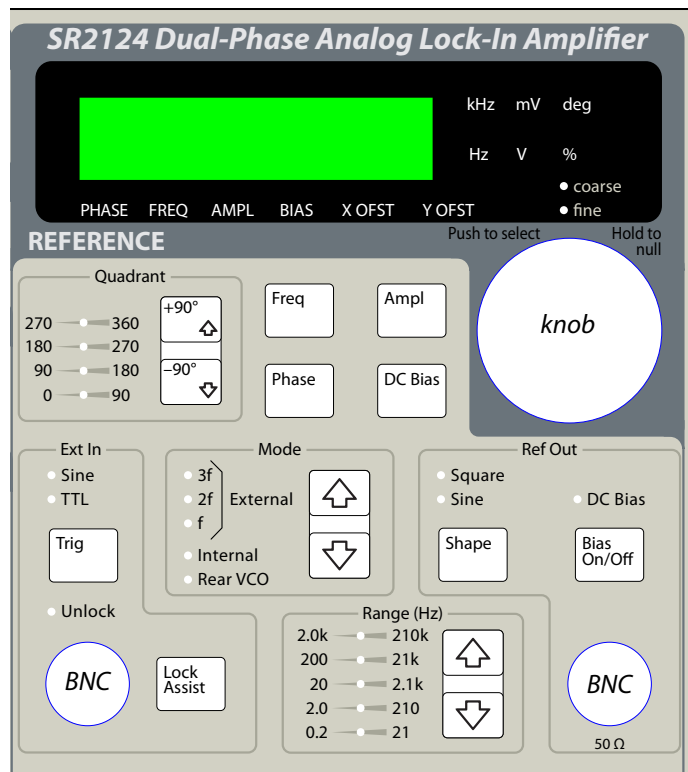 SR2124 Dual-Phase Analog Lock-In Amplifier
kHz mV deg
Hz V %
coarse
fine
PHASE FREQ AMPL BIAS X OFST Y OFST
REFERENCE
Push to select
Hold to
null
knob
Quadrant
270 360
180 270
90 180
0 90
+90°
−90°
Freq
Ampl
Phase
DC Bias
Ext In
Sine
TTL
Trig
Unlock
BNC
Lock
Assist
Mode
3f
2f
f
External
Internal
Rear VCO
Ref Out
Square
Sine
DC Bias
Shape
Bias
On/Off
Range (Hz)
2.0k 210k
200 21k
20 2.1k
2.0 210
0.2 21
BNC
50 Ω